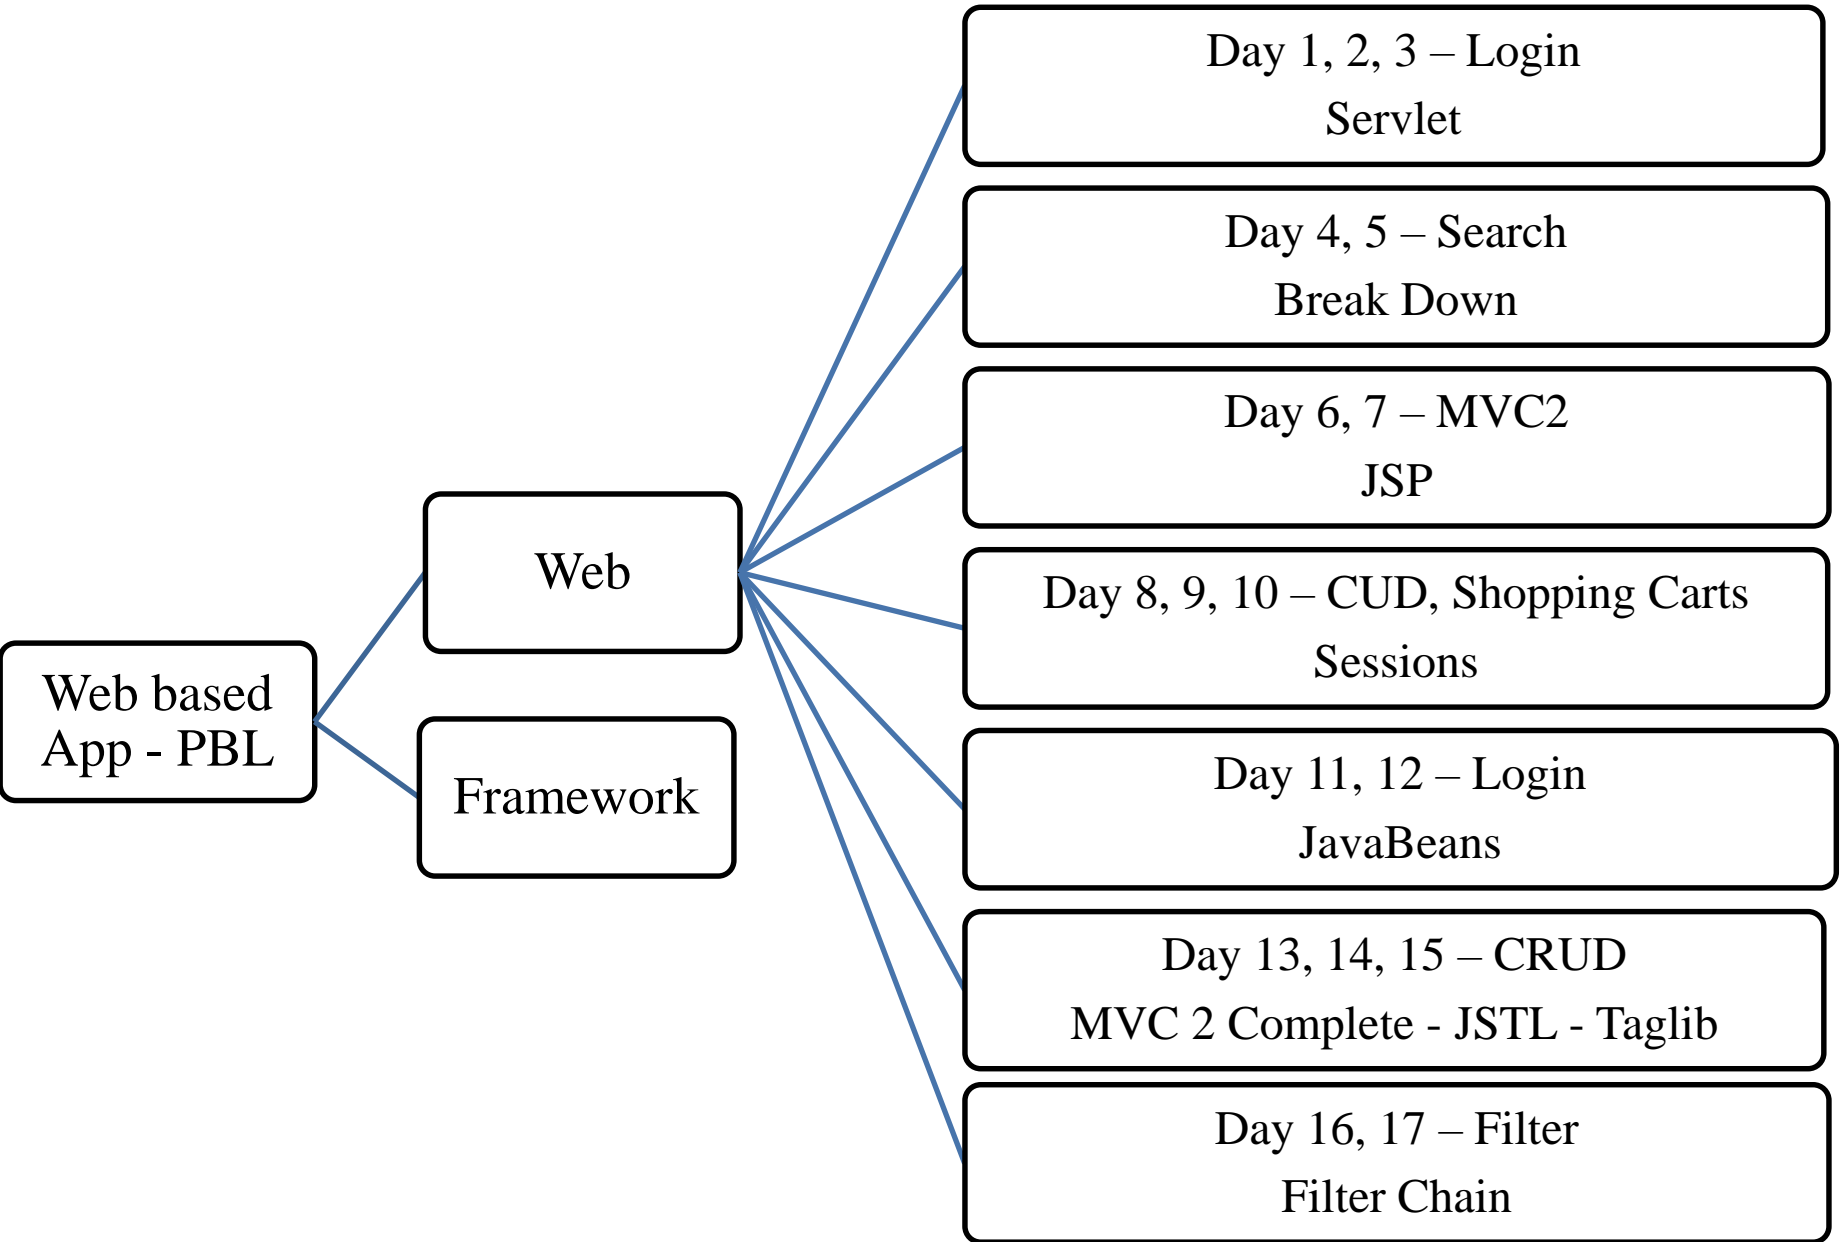 Web based
App - PBL
Web
Framework
Day 1, 2, 3 – Login
Servlet
Day 4, 5 – Search
Break Down
Day 6, 7 – MVC2
JSP
Day 8, 9, 10 – CUD, Shopping Carts
Sessions
Day 11, 12 – Login
JavaBeans
Day 13, 14, 15 – CRUD
MVC 2 Complete - JSTL - Taglib
Day 16, 17 – Filter
Filter Chain